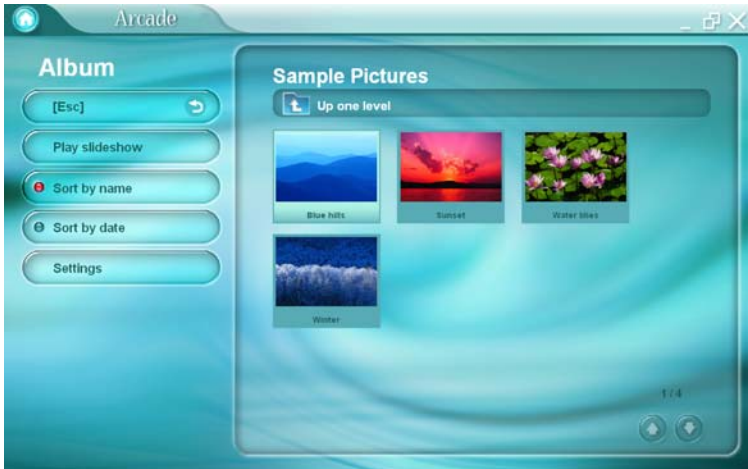 Arcade
Album
[Esc]
Play slideshow
Sort by name
Sort by date
Settings
Sample Pictures
Up one level
Blue hills
Sunset
Water lilies
Winter
1 / 4